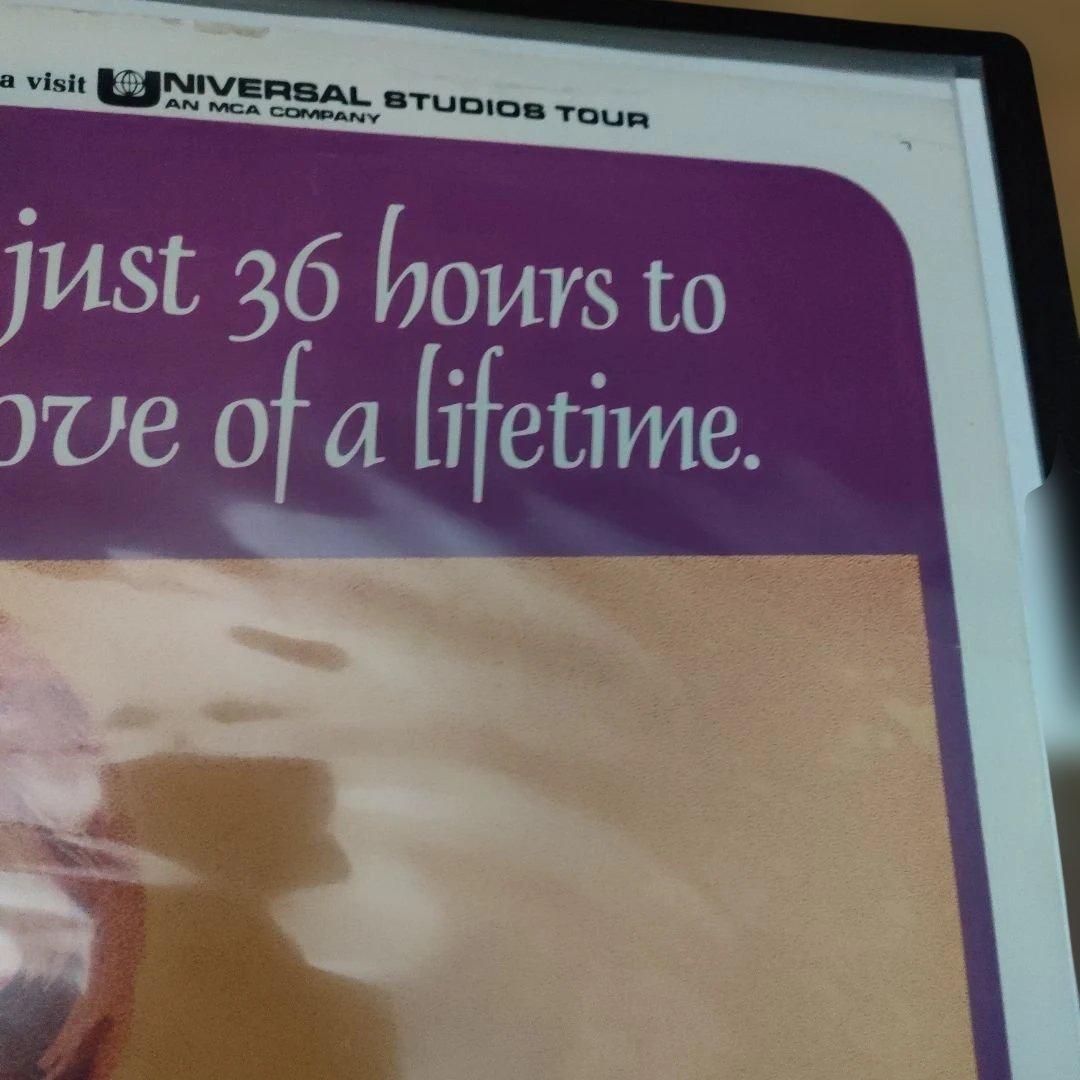 a visit UNIVERSAL STUDIOS TOUR
AN MCA COMPANY
just 36 hours to
ove of a lifetime.